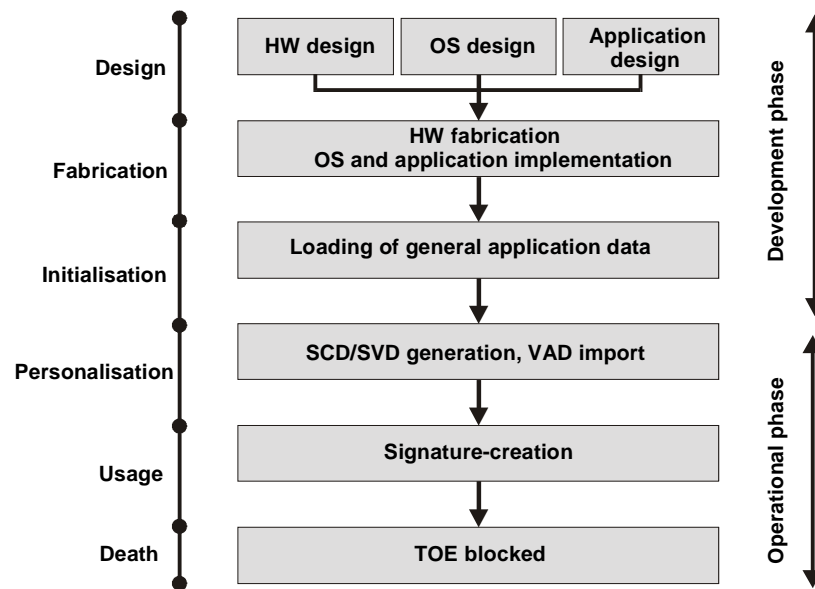 HW design
OS design
Application
design
Design
HW fabrication
OS and application implementation
Fabrication
Loading of general application data
Initialisation
Development phase
SCD/SVD generation, VAD import
Personalisation
Signature-creation
Usage
TOE blocked
Death
Operational phase